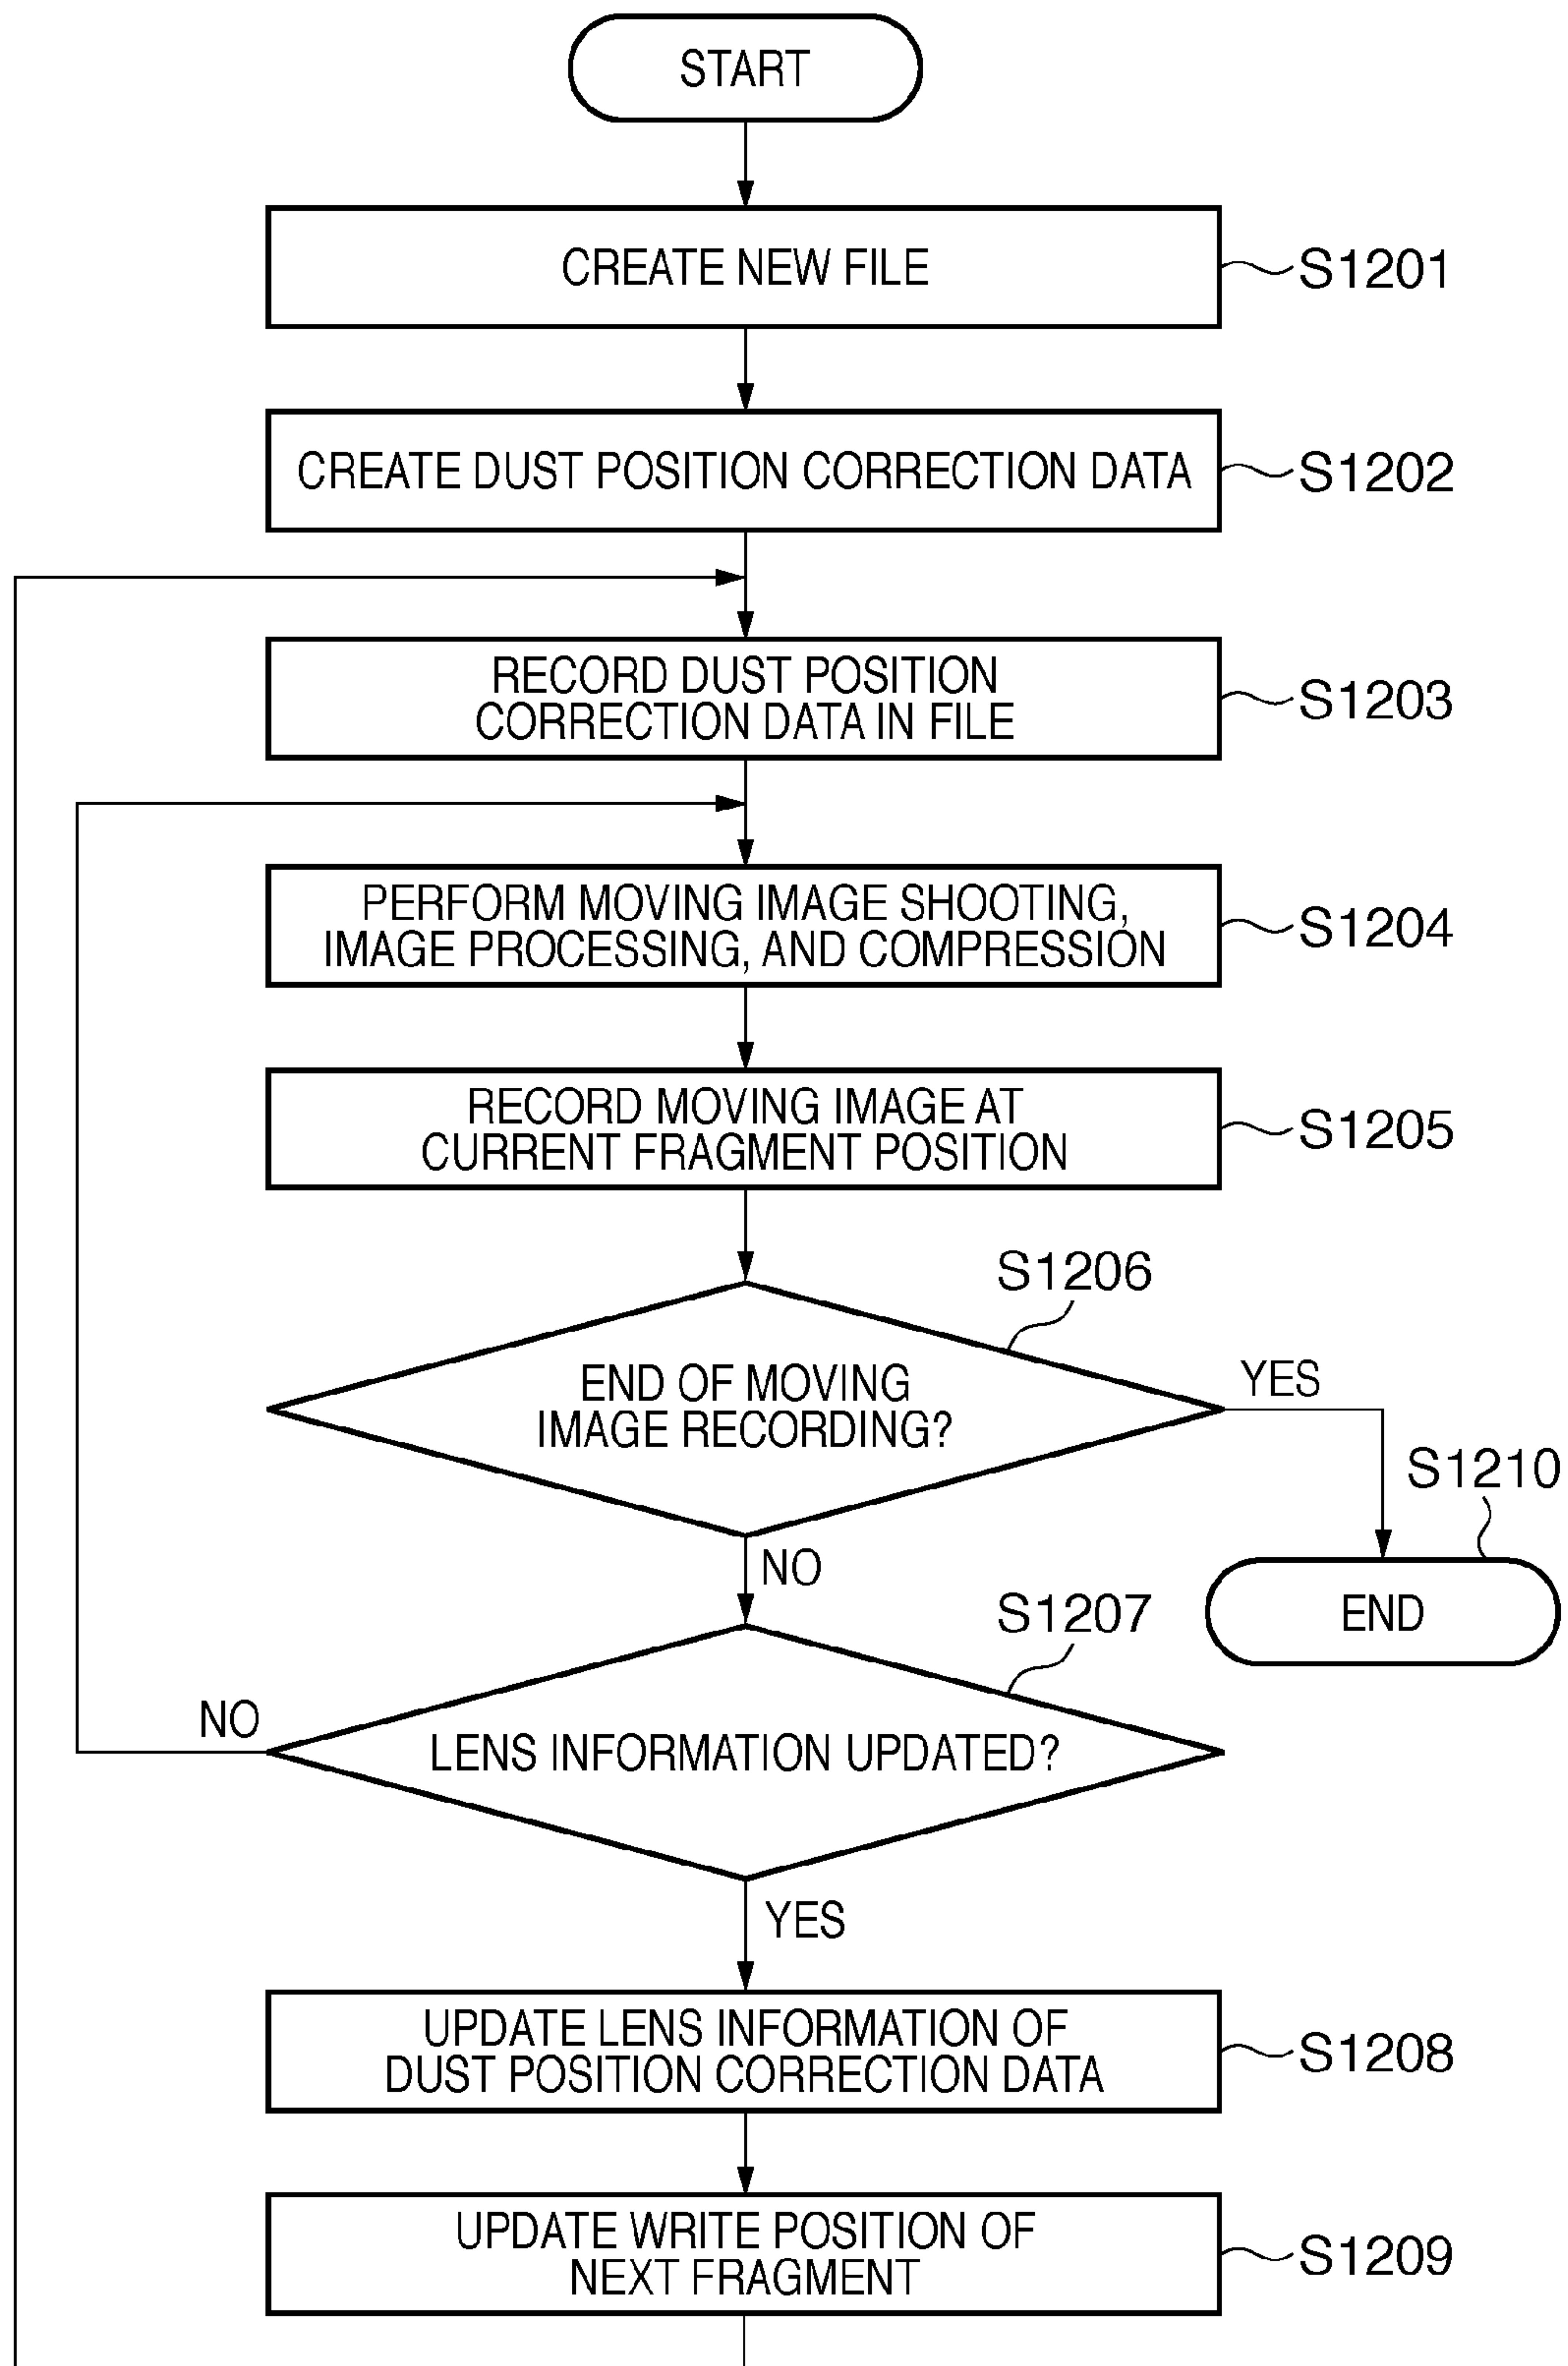 START
CREATE NEW FILE
S1201
CREATE DUST POSITION CORRECTION DATA
S1202
RECORD DUST POSITION
CORRECTION DATA IN FILE
S1203
PERFORM MOVING IMAGE SHOOTING,
IMAGE PROCESSING, AND COMPRESSION
S1204
RECORD MOVING IMAGE AT
CURRENT FRAGMENT POSITION
S1205
S1206
END OF MOVING
IMAGE RECORDING?
YES
S1210
END
NO
S1207
LENS INFORMATION UPDATED?
NO
YES
UPDATE LENS INFORMATION OF
DUST POSITION CORRECTION DATA
S1208
UPDATE WRITE POSITION OF
NEXT FRAGMENT
S1209